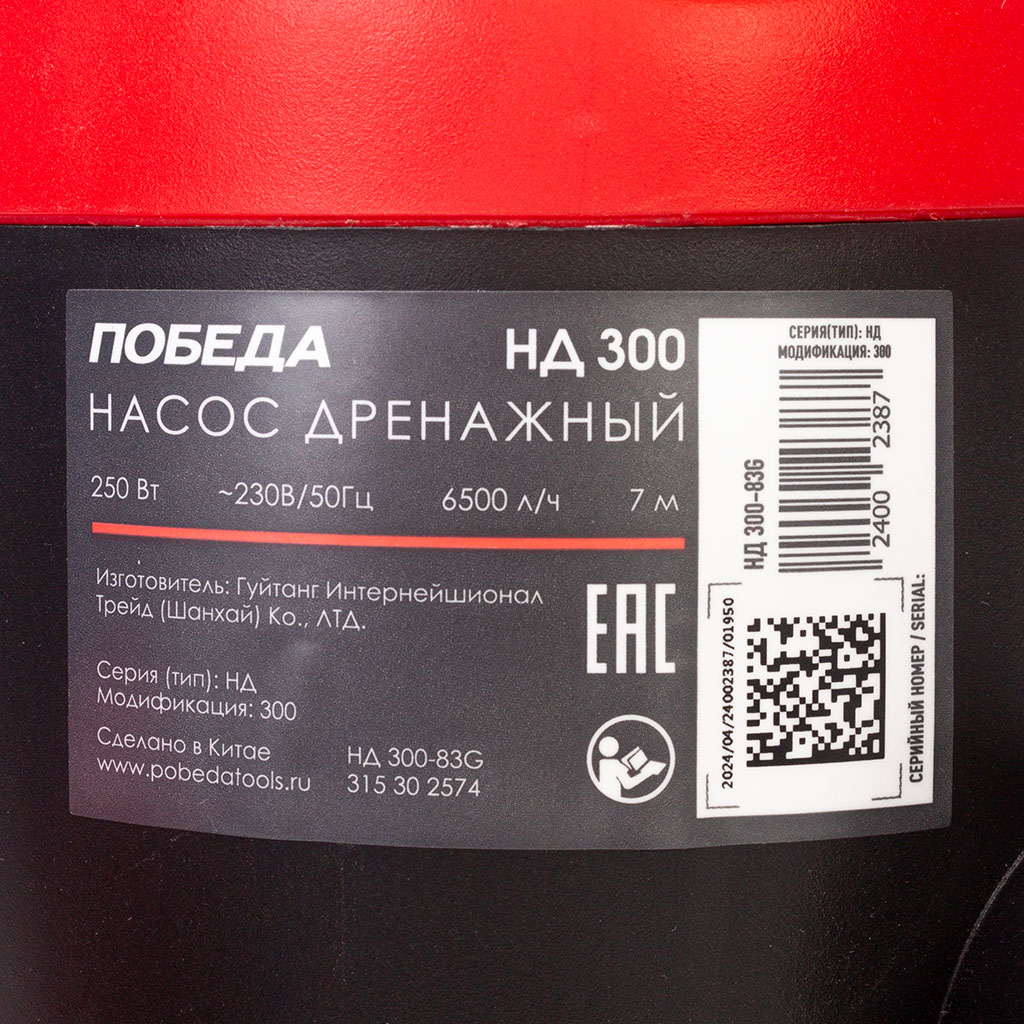 ПОБЕДА НД 300
НАСОС ДРЕНАЖНЫЙ
250 Вт ~230В/50Гц 6500 л/ч 7 м
Изготовитель: Гуйтанг Интернейшионал
Трейд (Шанхай) Ко., ЛТД.
EAC
Серия (тип): НД
Модификация: 300
Сделано в Китае НД 300-83G
www.pobedatools.ru 315 30 2574
СЕРИЯ(ТИП): НД
МОДИФИКАЦИЯ: 300
НД 300-83G
2400 2387
2024/04/24002387/01950
СЕРИЙНЫЙ НОМЕР / SERIAL: